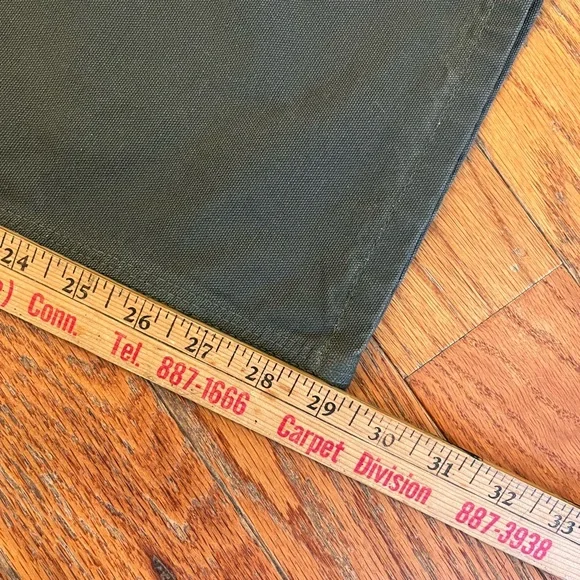 24 25 26 27 28 29 30 31 32 33
) Conn. Tel. 887-1666 Carpet Division 887-3938